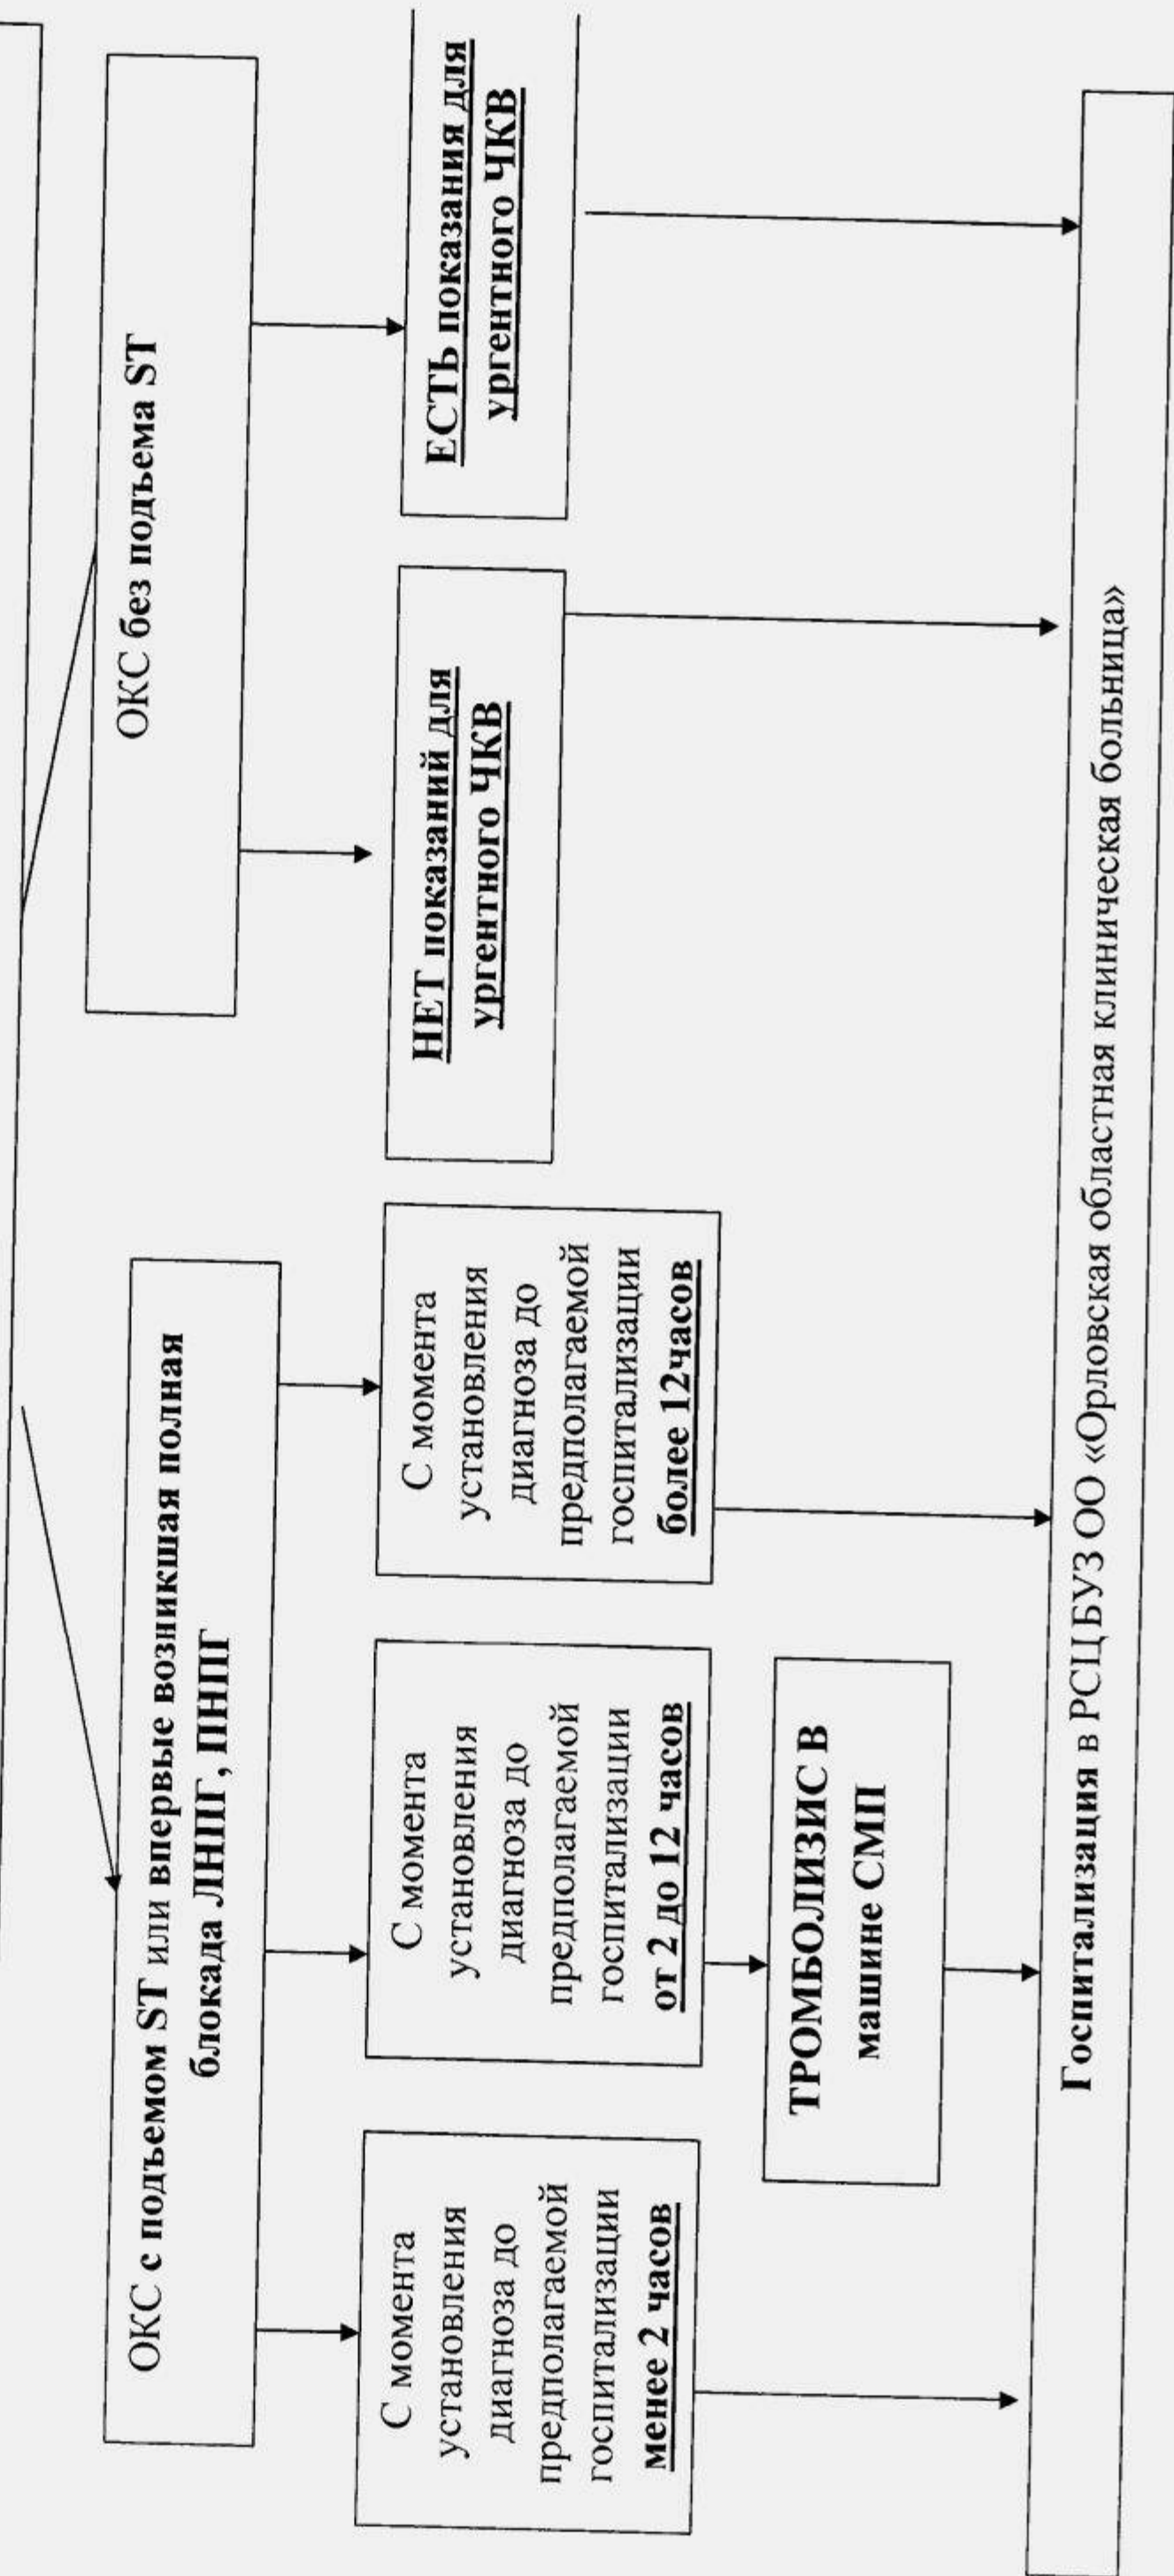 ОКС с подъемом ST или впервые возникшая полная
блокада ЛНПГ, ПНПГ
ОКС без подъема ST
С момента
установления
диагноза до
предполагаемой
госпитализации
менее 2 часов
С момента
установления
диагноза до
предполагаемой
госпитализации
от 2 до 12 часов
С момента
установления
диагноза до
предполагаемой
госпитализации
более 12часов
НЕТ показаний для
ургентного ЧКВ
ЕСТЬ показания для
ургентного ЧКВ
ТРОМБОЛИЗИС В
машине СМП
Госпитализация в РСЦ БУЗ ОО «Орловская областная клиническая больница»